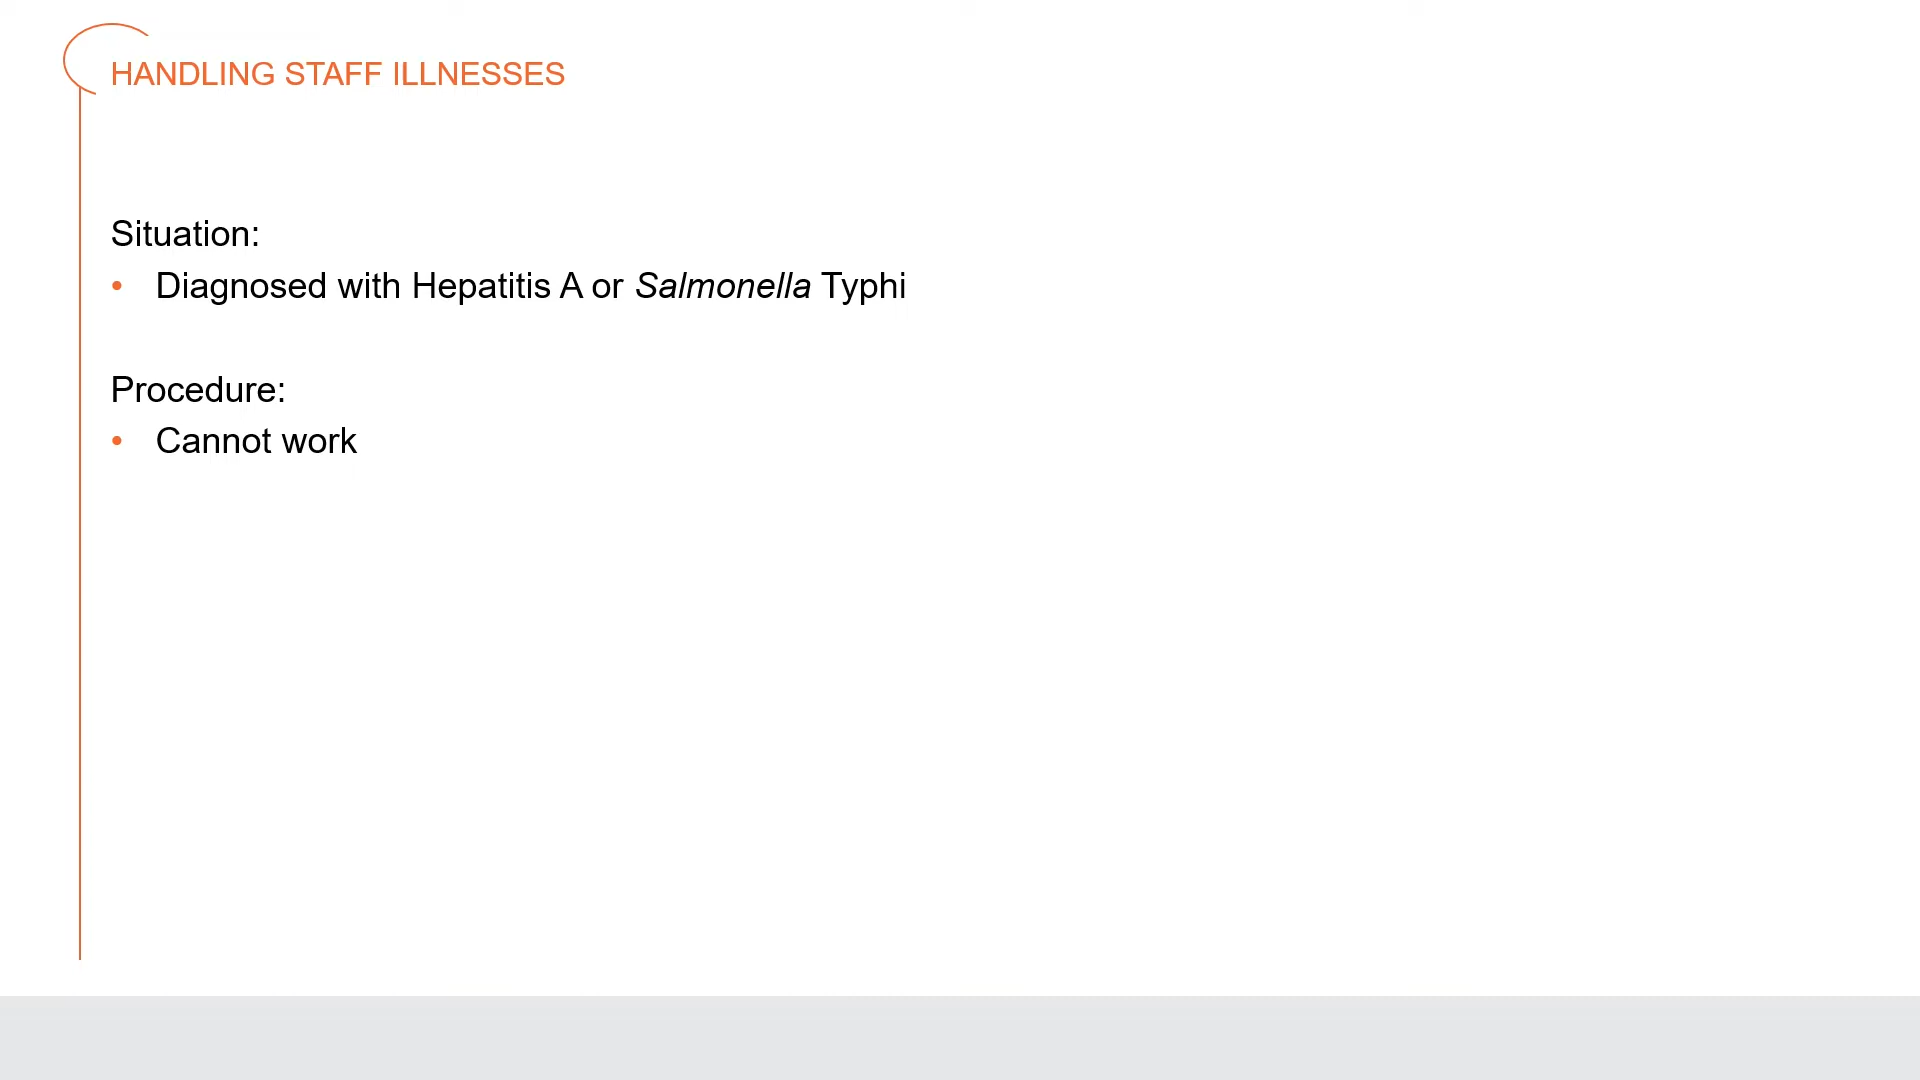 HANDLING STAFF ILLNESSES
Situation:
• Diagnosed with Hepatitis A or Salmonella Typhi
Procedure:
• Cannot work